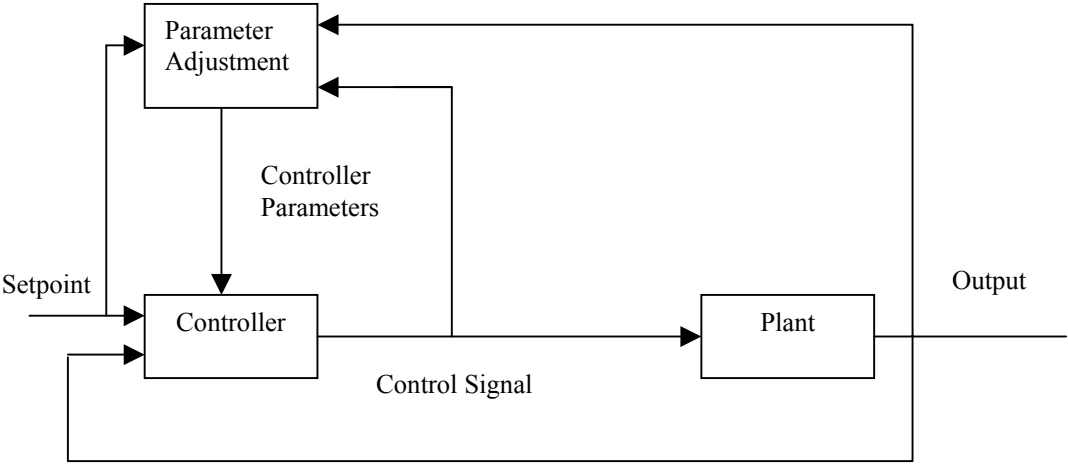 Parameter
Adjustment
Controller
Parameters
Setpoint
Controller
Plant
Output
Control Signal